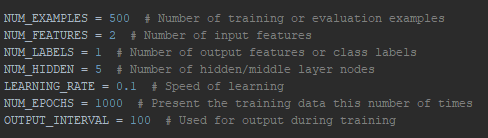 NUM_EXAMPLES = 500  # Number of training or evaluation examples
NUM_FEATURES = 2  # Number of input features
NUM_LABELS = 1  # Number of output features or class labels
NUM_HIDDEN = 5  # Number of hidden/middle layer nodes
LEARNING_RATE = 0.1  # Speed of learning
NUM_EPOCHS = 1000  # Present the training data this number of times
OUTPUT_INTERVAL = 100  # Used for output during training